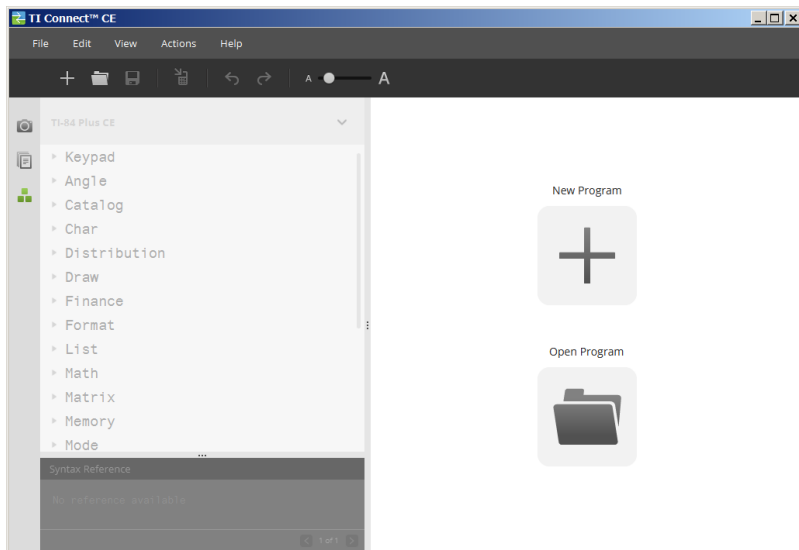 TI Connect™ CE
File Edit View Actions Help
A A
TI-84 Plus CE
Keypad
Angle
Catalog
Char
Distribution
Draw
Finance
Format
List
Math
Matrix
Memory
Mode
Syntax Reference
No reference available
1 of 1
New Program
Open Program